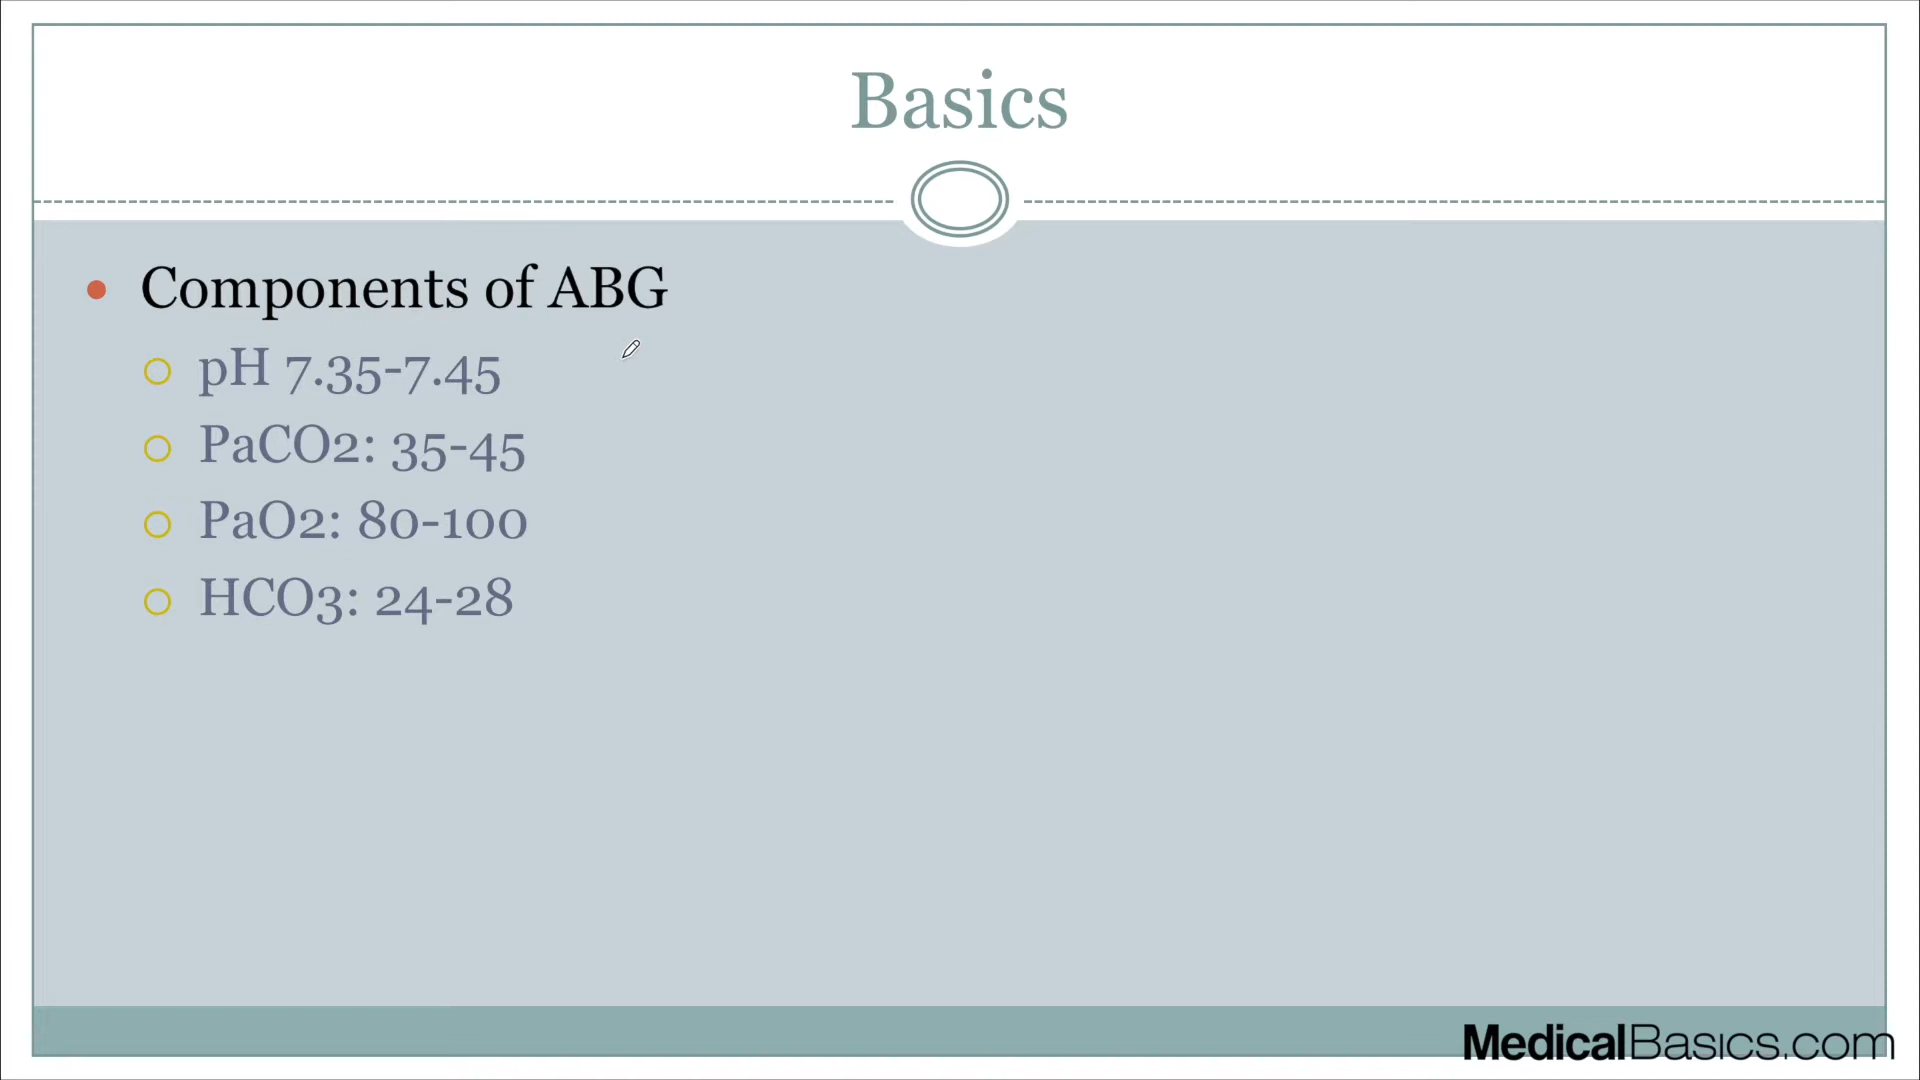 Basics
Components of ABG
pH 7.35-7.45
PaCO2: 35-45
PaO2: 80-100
HCO3: 24-28
MedicalBasics.com